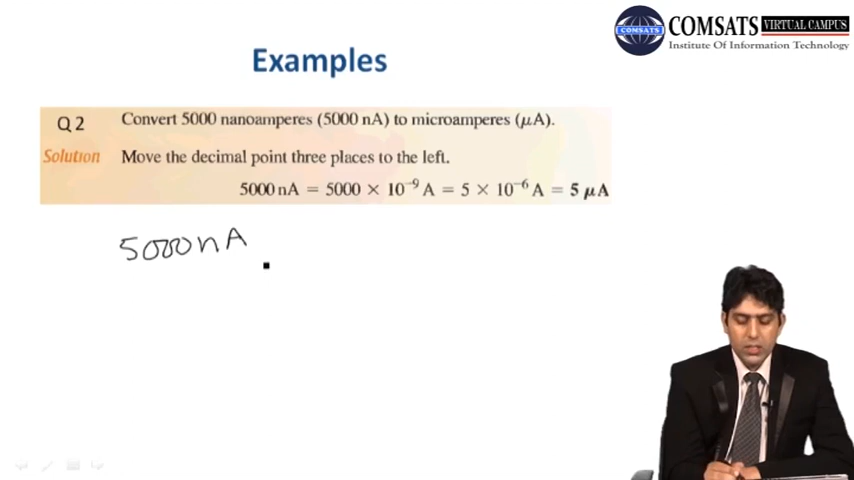 COMSATS VIRTUAL CAMPUS
COMSATS
Institute Of Information Technology
Examples
Q 2 Convert 5000 nanoamperes (5000 nA) to microamperes (μA).
Solution Move the decimal point three places to the left.
5000 nA = 5000 × 10⁻⁹ A = 5 × 10⁻⁶ A = 5 μA
5000nA